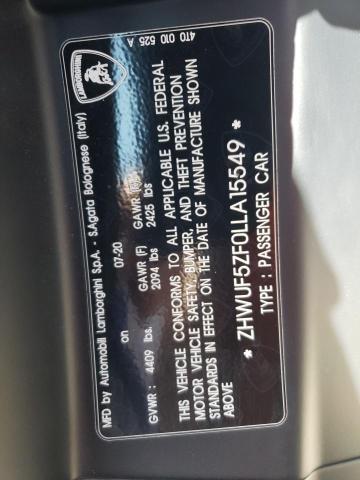 LAMBORGHINI
4T0 010 525 A
MFD by Automobili Lamborghini S.p.A. - S.Agata Bolognese (Italy)
on 07-20
GVWR : 4409 lbs. GAWR (F) 2094 lbs GAWR (R) 2425 lbs
THIS VEHICLE CONFORMS TO ALL APPLICABLE U.S. FEDERAL
MOTOR VEHICLE SAFETY, BUMPER, AND THEFT PREVENTION
STANDARDS IN EFFECT ON THE DATE OF MANUFACTURE SHOWN
ABOVE
* ZHWUF5ZF0LLA15549 *
TYPE : PASSENGER CAR